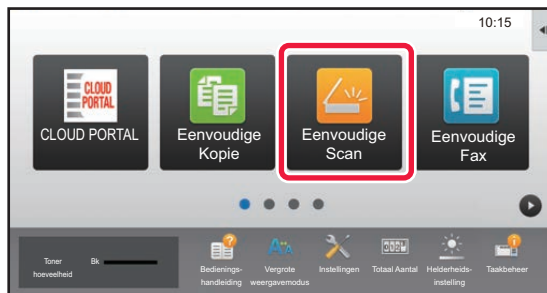 10:15
CLOUD
PORTAL
CLOUD PORTAL
Eenvoudige
Kopie
Eenvoudige
Scan
Eenvoudige
Fax
Toner
hoeveelheid
Bk
Bedienings-
handleiding
Vergrote
weergavemodus
Instellingen
Totaal Aantal
Helderheids-
instelling
Taakbeheer